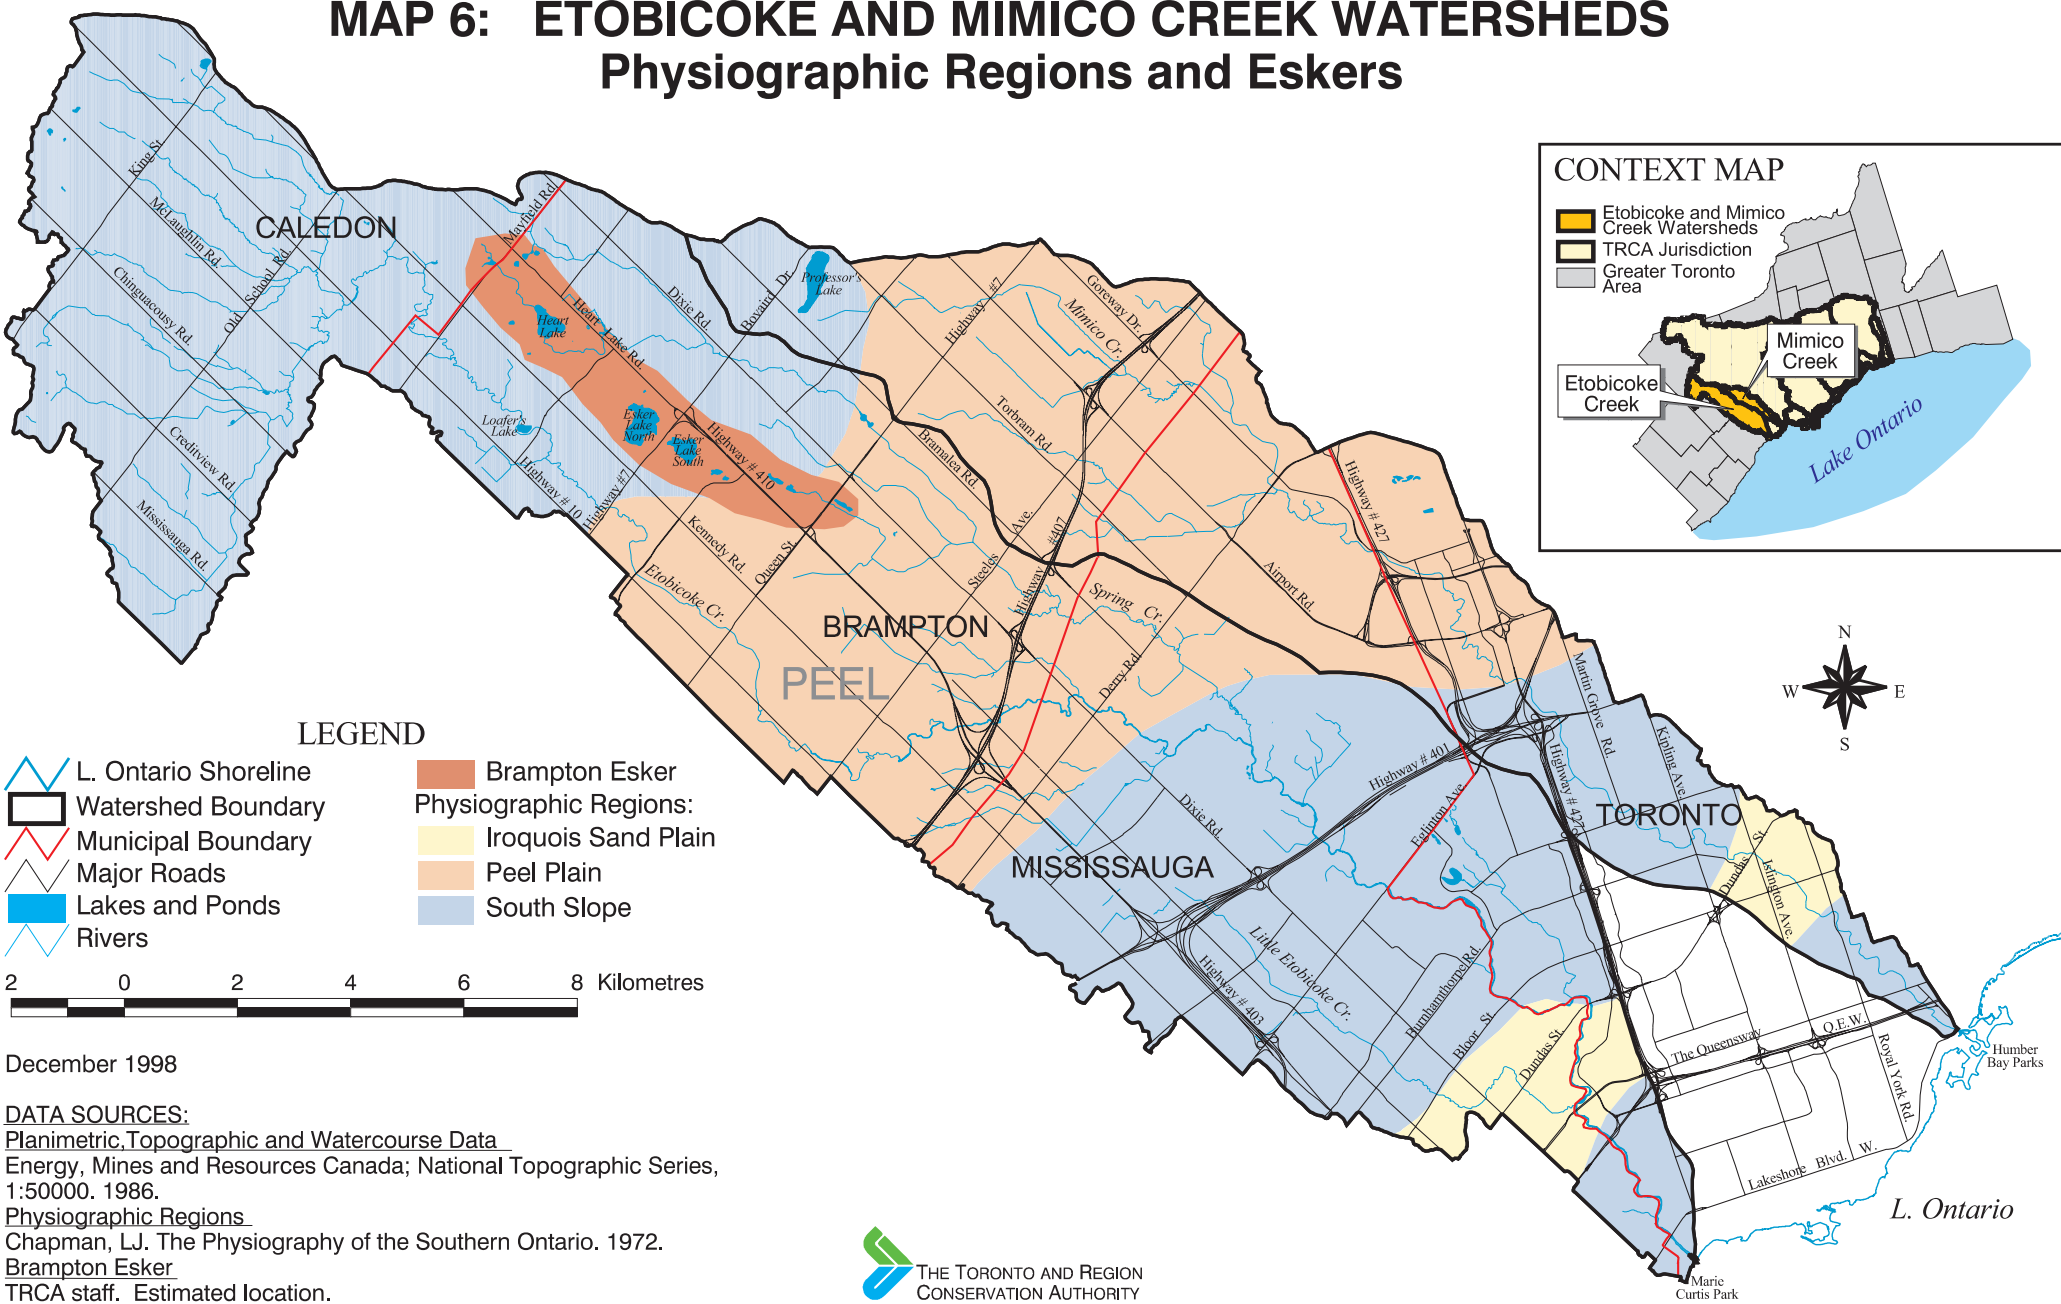 MAP 6: ETOBICOKE AND MIMICO CREEK WATERSHEDS
Physiographic Regions and Eskers
CONTEXT MAP
Etobicoke and Mimico
Creek Watersheds
TRCA Jurisdiction
Greater Toronto
Area
Mimico
Creek
Etobicoke
Creek
Lake Ontario
N
W
E
S
King St
McLaughlin Rd.
CALEDON
Old School Rd.
Chinguacousy Rd.
Creditview Rd.
Mississauga Rd.
Mayfield Rd.
Heart
Lake
Heart Lake Rd.
Dixie Rd.
Bovaird Dr.
Professor's
Lake
Loafer's
Lake
Esker
Lake
North
Esker
Lake
South
Highway # 410
Highway # 10
Highway #7
Highway #7
Goreway Dr.
Mimico Cr.
Torbram Rd.
Bramalea Rd.
Kennedy Rd.
Queen St
Etobicoke Cr.
Steeles Ave.
Highway #407
Highway # 427
Airport Rd.
Spring Cr.
BRAMPTON
PEEL
Derry Rd.
Martin Grove Rd.
Kipling Ave.
Highway # 401
Highway # 427
Eglinton Ave.
TORONTO
Dixie Rd.
MISSISSAUGA
Dundas St.
Islington Ave.
Little Etobicoke Cr.
Highway # 403
Burnhamthorpe Rd.
Bloor St
Dundas St.
The Queensway
Q.E.W.
Royal York Rd.
Lakeshore Blvd. W.
Humber
Bay Parks
L. Ontario
Marie
Curtis Park
LEGEND
L. Ontario Shoreline
Watershed Boundary
Municipal Boundary
Major Roads
Lakes and Ponds
Rivers
Brampton Esker
Physiographic Regions:
Iroquois Sand Plain
Peel Plain
South Slope
2 0 2 4 6 8 Kilometres
December 1998
DATA SOURCES:
Planimetric,Topographic and Watercourse Data
Energy, Mines and Resources Canada; National Topographic Series,
1:50000. 1986.
Physiographic Regions
Chapman, LJ. The Physiography of the Southern Ontario. 1972.
Brampton Esker
TRCA staff. Estimated location.
THE TORONTO AND REGION
CONSERVATION AUTHORITY